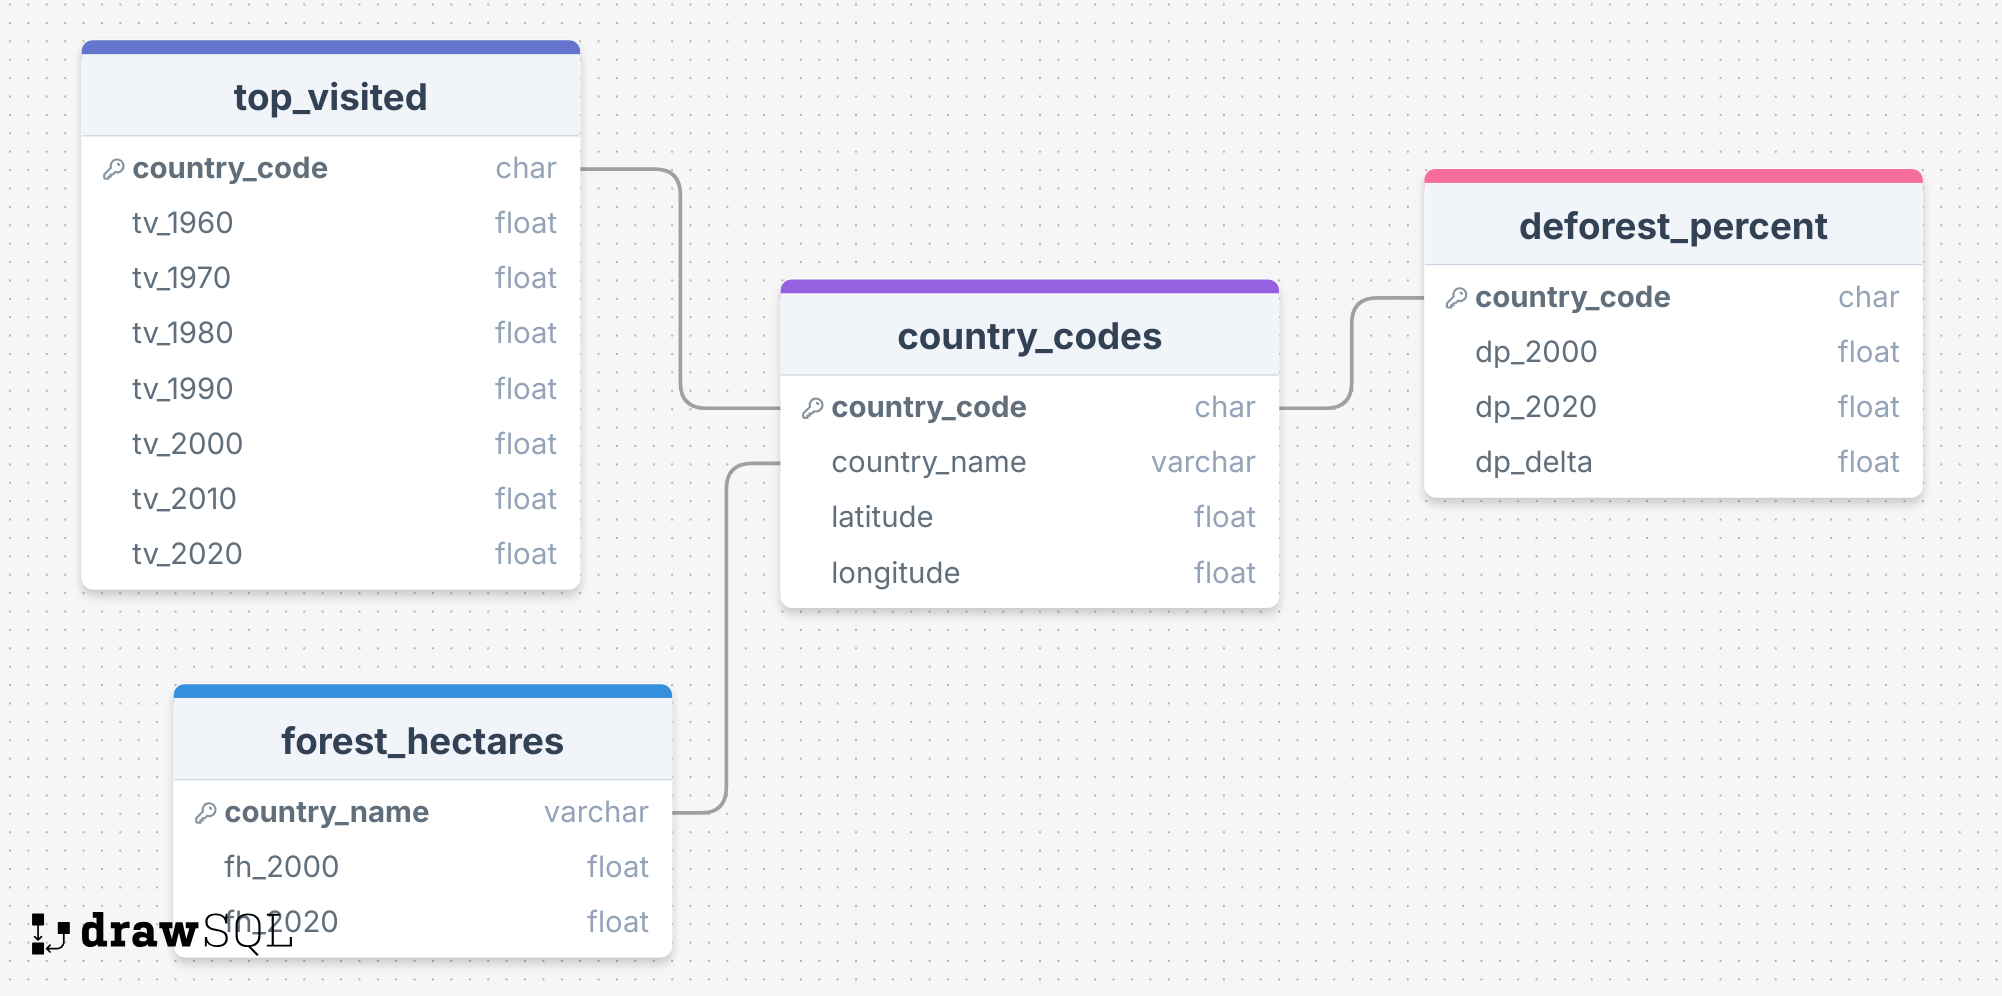 top_visited
country_code char
tv_1960 float
tv_1970 float
tv_1980 float
tv_1990 float
tv_2000 float
tv_2010 float
tv_2020 float
country_codes
country_code char
country_name varchar
latitude float
longitude float
deforest_percent
country_code char
dp_2000 float
dp_2020 float
dp_delta float
forest_hectares
country_name varchar
fh_2000 float
fh_2020 float
drawSQL